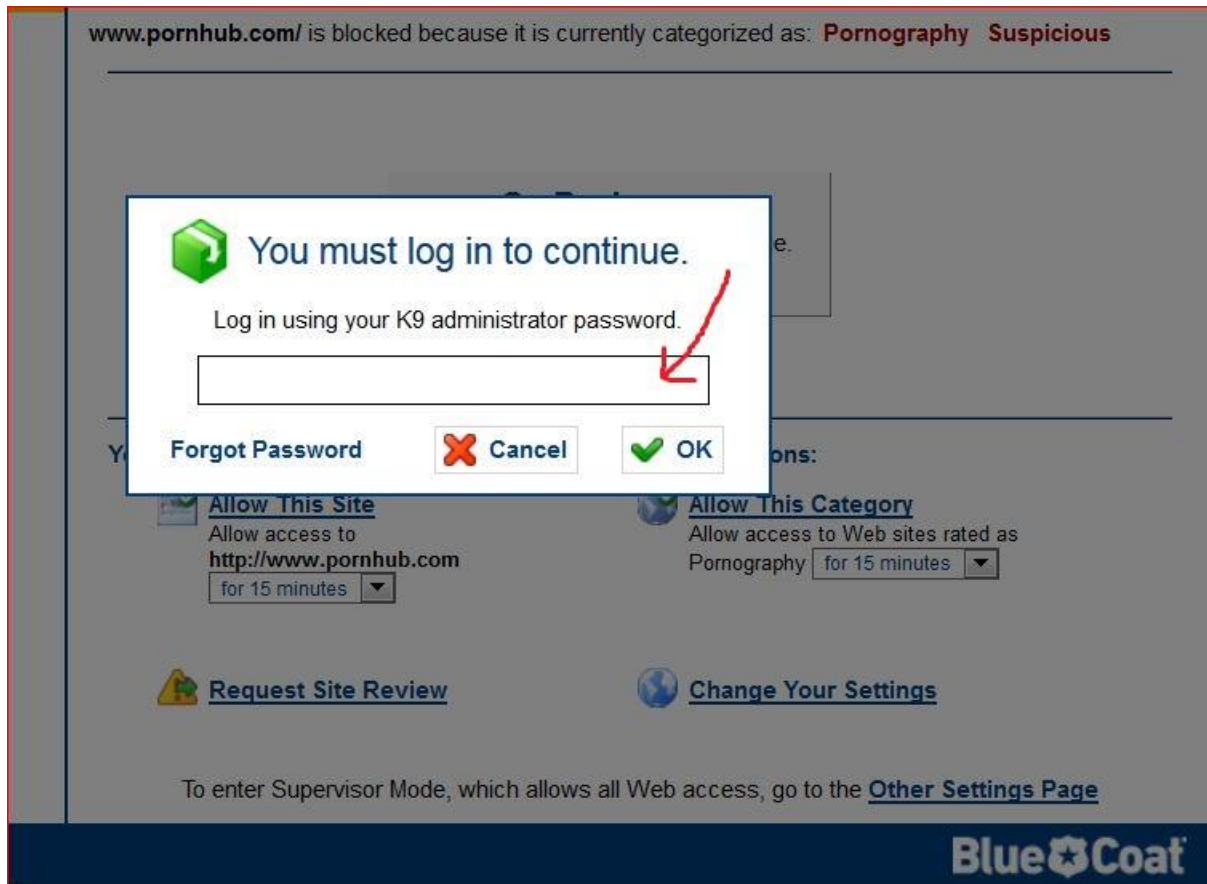 www.pornhub.com/ is blocked because it is currently categorized as: Pornography Suspicious
e.
You must log in to continue.
Log in using your K9 administrator password.
Forgot Password Cancel OK
ons:
Allow This Site
Allow access to
http://www.pornhub.com
for 15 minutes
Allow This Category
Allow access to Web sites rated as
Pornography for 15 minutes
Request Site Review
Change Your Settings
To enter Supervisor Mode, which allows all Web access, go to the Other Settings Page
Blue Coat